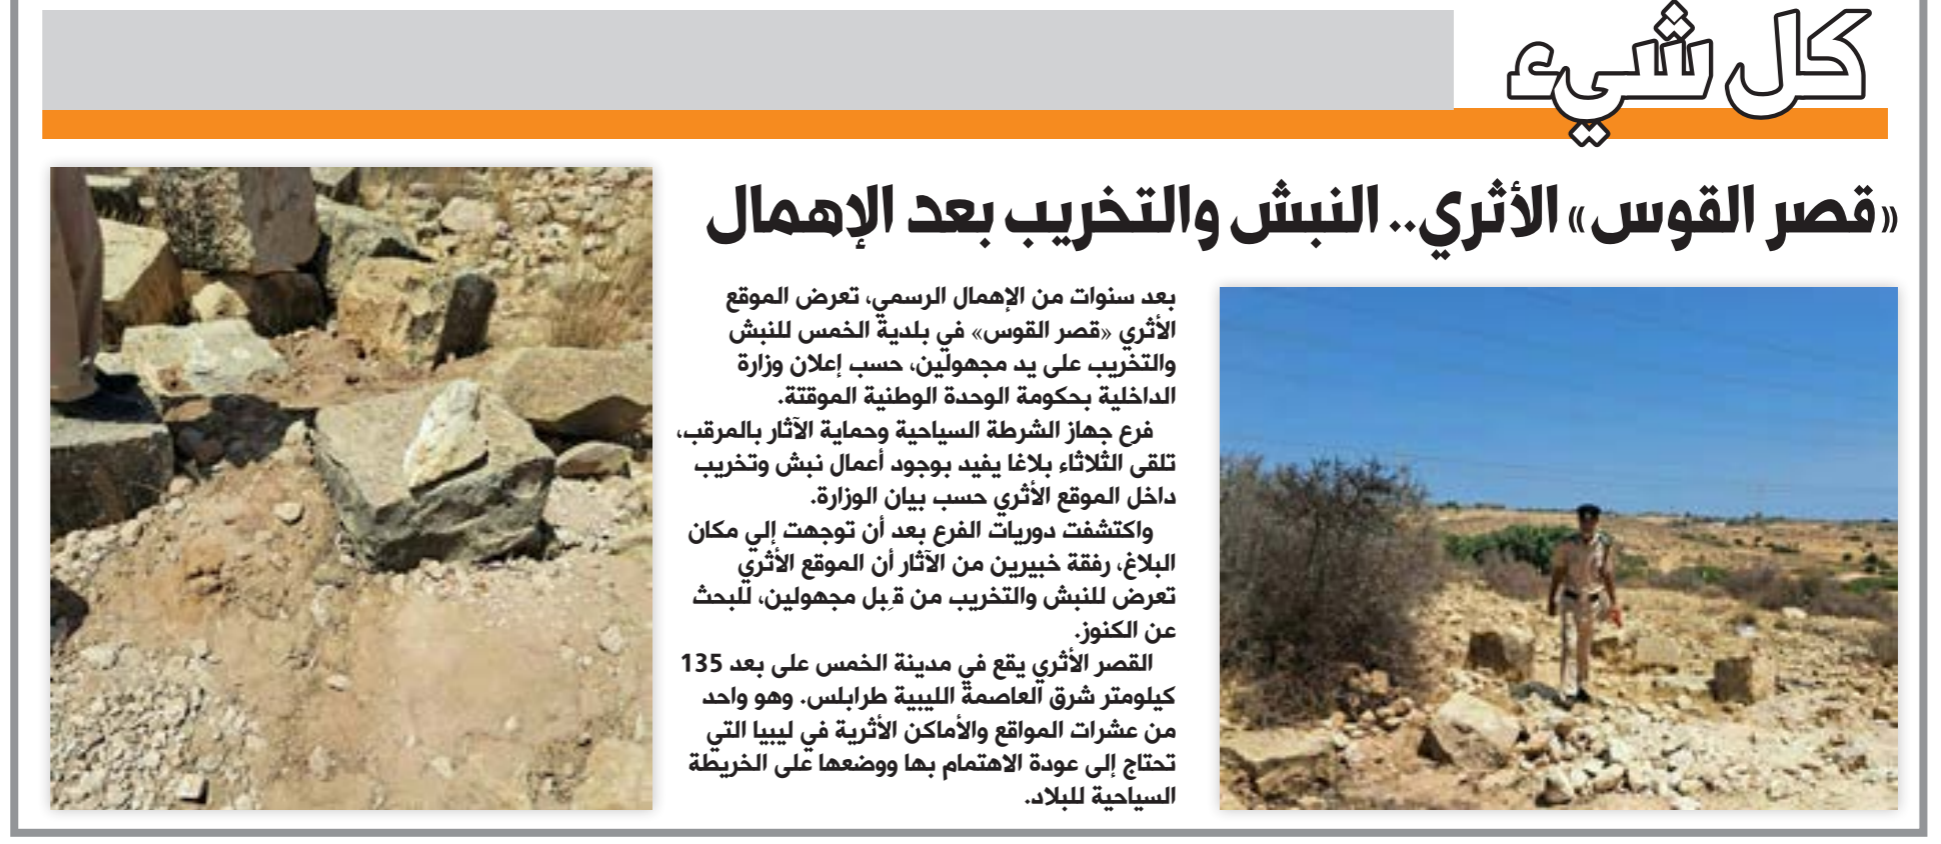 كل شيء
«قصر القوس» الأثري.. النبش والتخريب بعد الإهمال
بعد سنوات من الإهمال الرسمي، تعرض الموقع
الأثري «قصر القوس» في بلدية الخمس للنبش
والتخريب على يد مجهولين، حسب إعلان وزارة
الداخلية بحكومة الوحدة الوطنية الموقتة.
فرع جهاز الشرطة السياحية وحماية الآثار بالمرقب،
تلقى الثلاثاء بلاغا يفيد بوجود أعمال نبش وتخريب
داخل الموقع الأثري حسب بيان الوزارة.
واكتشفت دوريات الفرع بعد أن توجهت إلي مكان
البلاغ، رفقة خبيرين من الآثار أن الموقع الأثري
تعرض للنبش والتخريب من قِبل مجهولين، للبحث
عن الكنوز.
القصر الأثري يقع في مدينة الخمس على بعد 135
كيلومتر شرق العاصمة الليبية طرابلس. وهو واحد
من عشرات المواقع والأماكن الأثرية في ليبيا التي
تحتاج إلى عودة الاهتمام بها ووضعها على الخريطة
السياحية للبلاد.